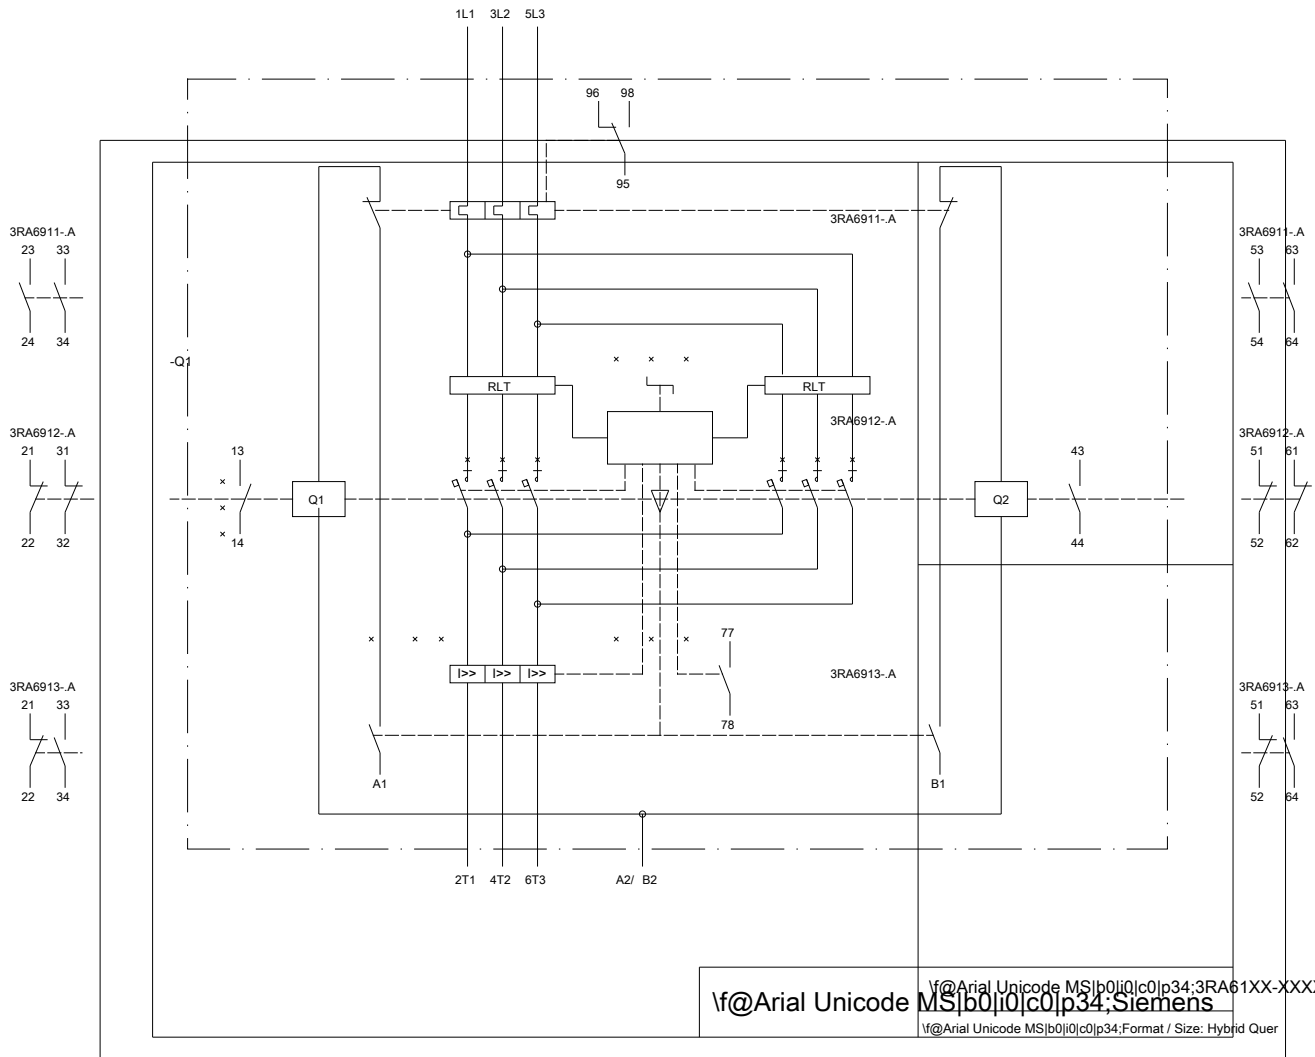 1L1 3L2 5L3
96 98
95
3RA6911-.A
3RA6911-.A
3RA6911-.A
23 33
53 63
24 34
54 64
-Q1
RLT
RLT
3RA6912-.A
3RA6912-.A
3RA6912-.A
21 31
13
43
51 61
Q1
Q2
22 32
14
44
52 62
77
I>> I>> I>>
3RA6913-.A
3RA6913-.A
3RA6913-.A
21 33
51 63
78
A1
B1
22 34
52 64
2T1 4T2 6T3
A2/ B2
\f@Arial Unicode MS|b0|i0|c0|p34;3RA61XX-XXX
\f@Arial Unicode MS|b0|i0|c0|p34;Siemens
\f@Arial Unicode MS|b0|i0|c0|p34;Format / Size: Hybrid Quer